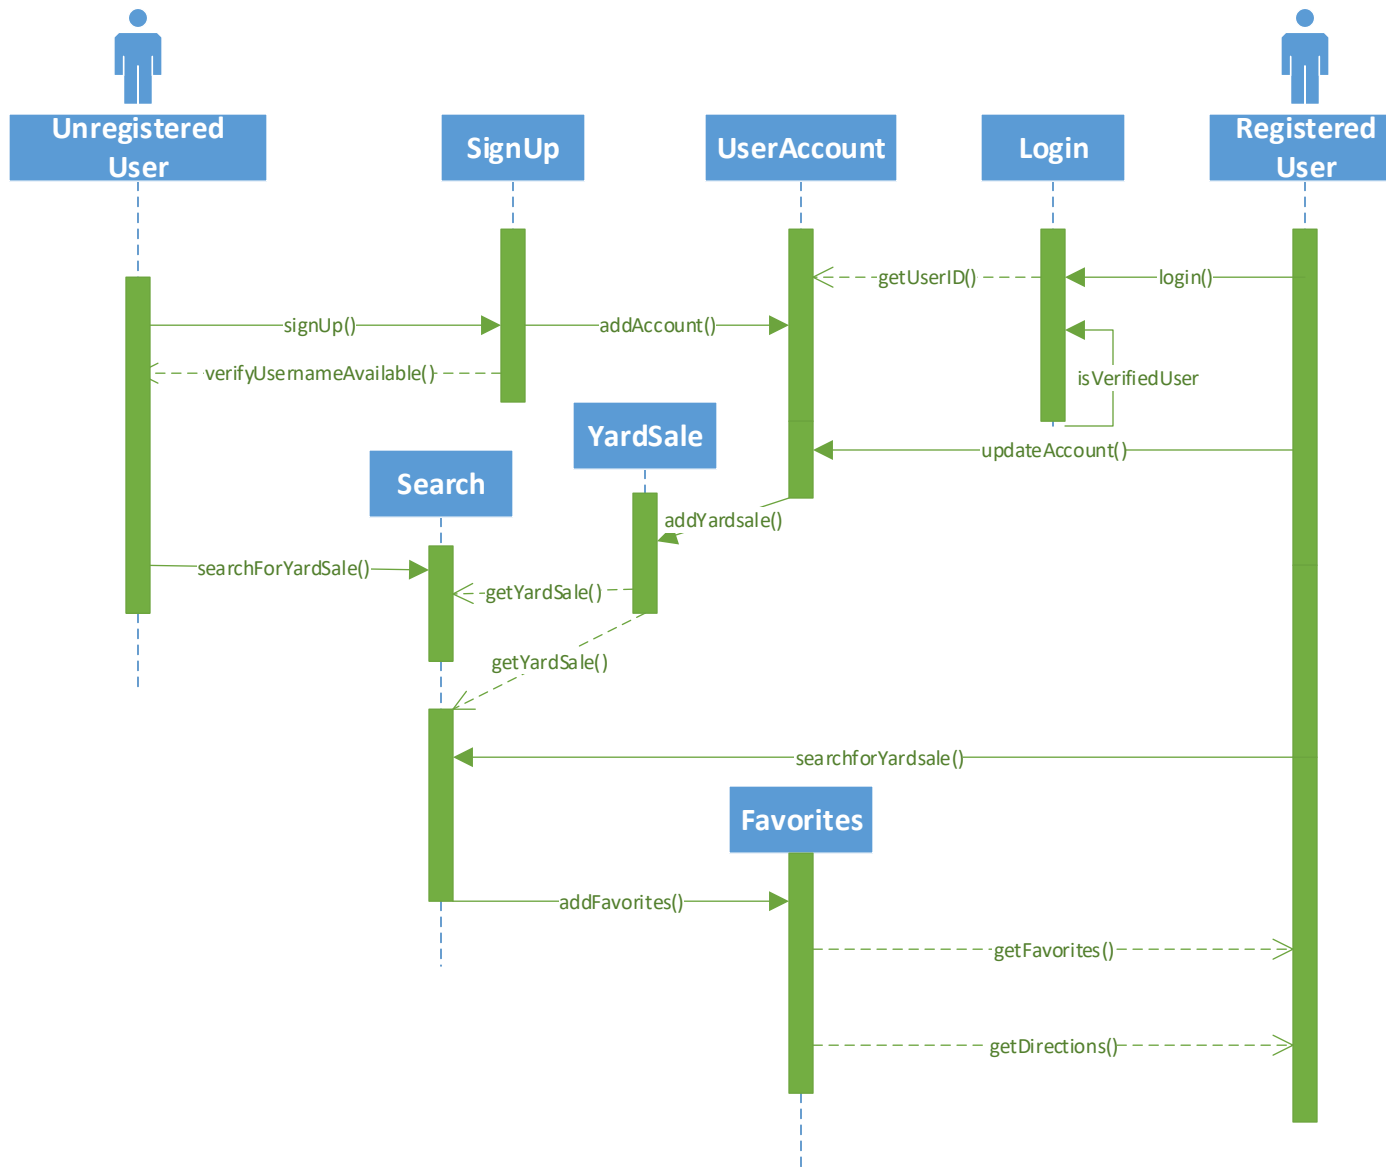 Unregistered
User
SignUp
UserAccount
Login
Registered
User
getUserID()
login()
signUp()
addAccount()
verifyUsernameAvailable()
isVerifiedUser
YardSale
updateAccount()
Search
addYardsale()
searchForYardSale()
getYardSale()
getYardSale()
searchforYardsale()
Favorites
addFavorites()
getFavorites()
getDirections()